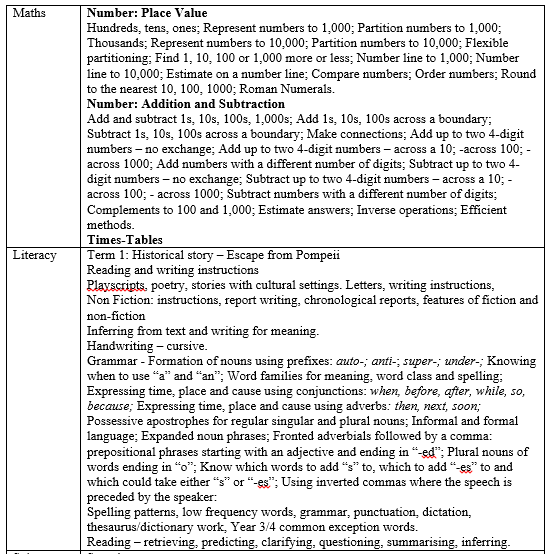 Maths
Number: Place Value
Hundreds, tens, ones; Represent numbers to 1,000; Partition numbers to 1,000;
Thousands; Represent numbers to 10,000; Partition numbers to 10,000; Flexible
partitioning; Find 1, 10, 100 or 1,000 more or less; Number line to 1,000; Number
line to 10,000; Estimate on a number line; Compare numbers; Order numbers; Round
to the nearest 10, 100, 1000; Roman Numerals.
Number: Addition and Subtraction
Add and subtract 1s, 10s, 100s, 1,000s; Add 1s, 10s, 100s across a boundary;
Subtract 1s, 10s, 100s across a boundary; Make connections; Add up to two 4-digit
numbers – no exchange; Add up to two 4-digit numbers – across a 10; -across 100; -
across 1000; Add numbers with a different number of digits; Subtract up to two 4-
digit numbers – no exchange; Subtract up to two 4-digit numbers – across a 10; -
across 100; - across 1000; Subtract numbers with a different number of digits;
Complements to 100 and 1,000; Estimate answers; Inverse operations; Efficient
methods.
Times-Tables
Literacy
Term 1: Historical story – Escape from Pompeii
Reading and writing instructions
Playscripts, poetry, stories with cultural settings. Letters, writing instructions,
Non Fiction: instructions, report writing, chronological reports, features of fiction and
non-fiction
Inferring from text and writing for meaning.
Handwriting – cursive.
Grammar - Formation of nouns using prefixes: auto-; anti-; super-; under-; Knowing
when to use “a” and “an”; Word families for meaning, word class and spelling;
Expressing time, place and cause using conjunctions: when, before, after, while, so,
because; Expressing time, place and cause using adverbs: then, next, soon;
Possessive apostrophes for regular singular and plural nouns; Informal and formal
language; Expanded noun phrases; Fronted adverbials followed by a comma:
prepositional phrases starting with an adjective and ending in “-ed”; Plural nouns of
words ending in “o”; Know which words to add “s” to, which to add “-es” to and
which could take either “s” or “-es”; Using inverted commas where the speech is
preceded by the speaker:
Spelling patterns, low frequency words, grammar, punctuation, dictation,
thesaurus/dictionary work, Year 3/4 common exception words.
Reading – retrieving, predicting, clarifying, questioning, summarising, inferring.